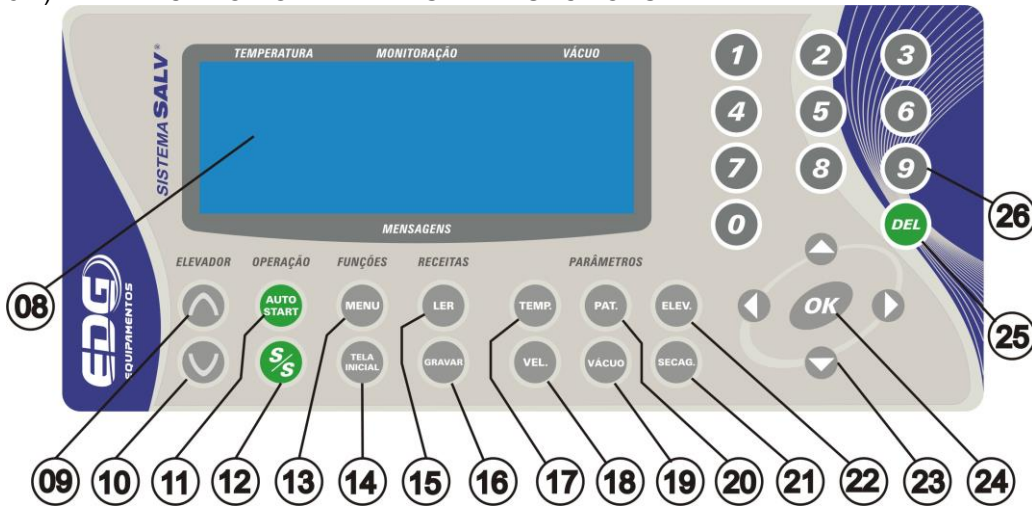 TEMPERATURA MONITORAÇÃO VÁCUO
SISTEMA SALV®
MENSAGENS
1 2 3
4 5 6
7 8 9
0 DEL
ELEVADOR OPERAÇÃO FUNÇÕES RECEITAS PARÂMETROS
AUTO START MENU LER TEMP. PAT. ELEV.
S/S TELA INICIAL GRAVAR VEL. VÁCUO SECAG.
OK
EDG
EQUIPAMENTOS
08
26
25
09 10 11 12 13 14 15 16 17 18 19 20 21 22 23 24